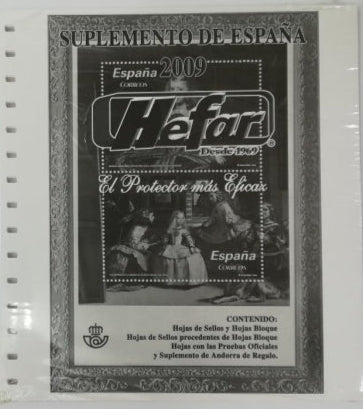 SUPLEMENTO DE ESPAÑA
2009
España
CORREOS
Hefar
Desde 1969
®
El Protector más Eficaz
España
CORREOS
CONTENIDO:
Hojas de Sellos y Hojas Bloque
Hojas de Sellos procedentes de Hojas Bloque
Hojas con las Pruebas Oficiales
y Suplemento de Andorra de Regalo.